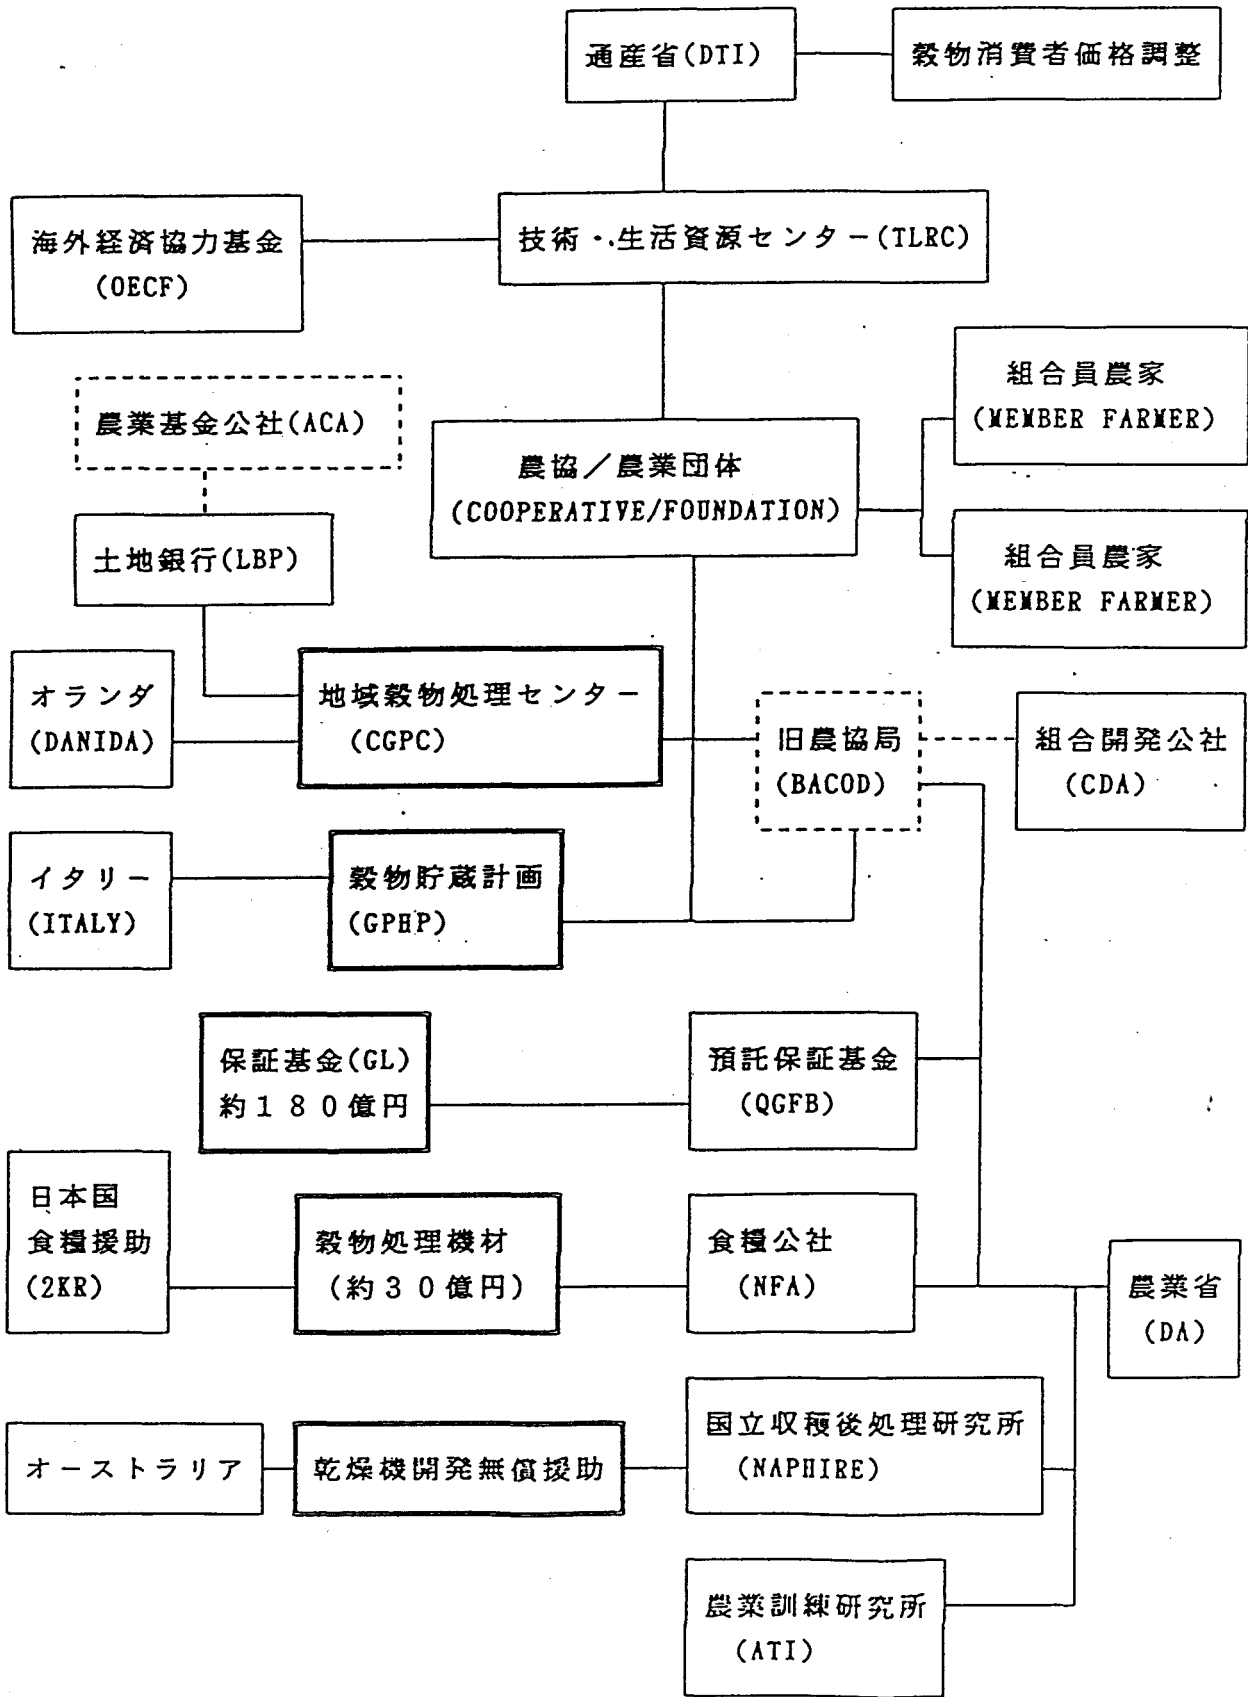 通産省(DTI)
穀物消費者価格調整
海外経済協力基金
(OECF)
技術・生活資源センター(TLRC)
農業基金公社(ACA)
農協／農業団体
(COOPERATIVE/FOUNDATION)
組合員農家
(MEMBER FARMER)
土地銀行(LBP)
組合員農家
(MEMBER FARMER)
オランダ
(DANIDA)
地域穀物処理センター
(CGPC)
旧農協局
(BACOD)
組合開発公社
(CDA)
イタリー
(ITALY)
穀物貯蔵計画
(GPHP)
保証基金(GL)
約１８０億円
預託保証基金
(QGFB)
日本国
食糧援助
(2KR)
穀物処理機材
(約３０億円)
食糧公社
(NFA)
農業省
(DA)
オーストラリア
乾燥機開発無償援助
国立収穫後処理研究所
(NAPHIRE)
農業訓練研究所
(ATI)